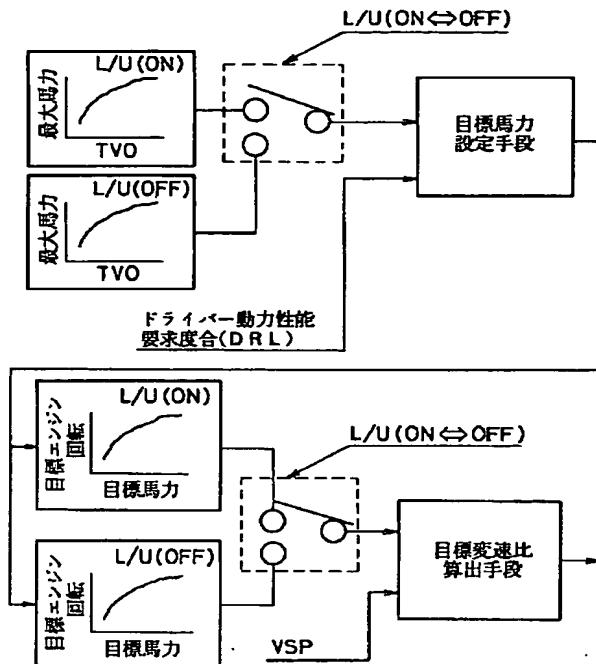 L/U(ON⇔OFF)
L/U(ON)
最大馬力
TVO
L/U(OFF)
最大馬力
TVO
目標馬力
設定手段
ドライバー動力性能
要求度合(DRL)
L/U(ON)
目標エンジン
回転
目標馬力
L/U(ON⇔OFF)
L/U(OFF)
目標エンジン
回転
目標馬力
目標変速比
算出手段
VSP